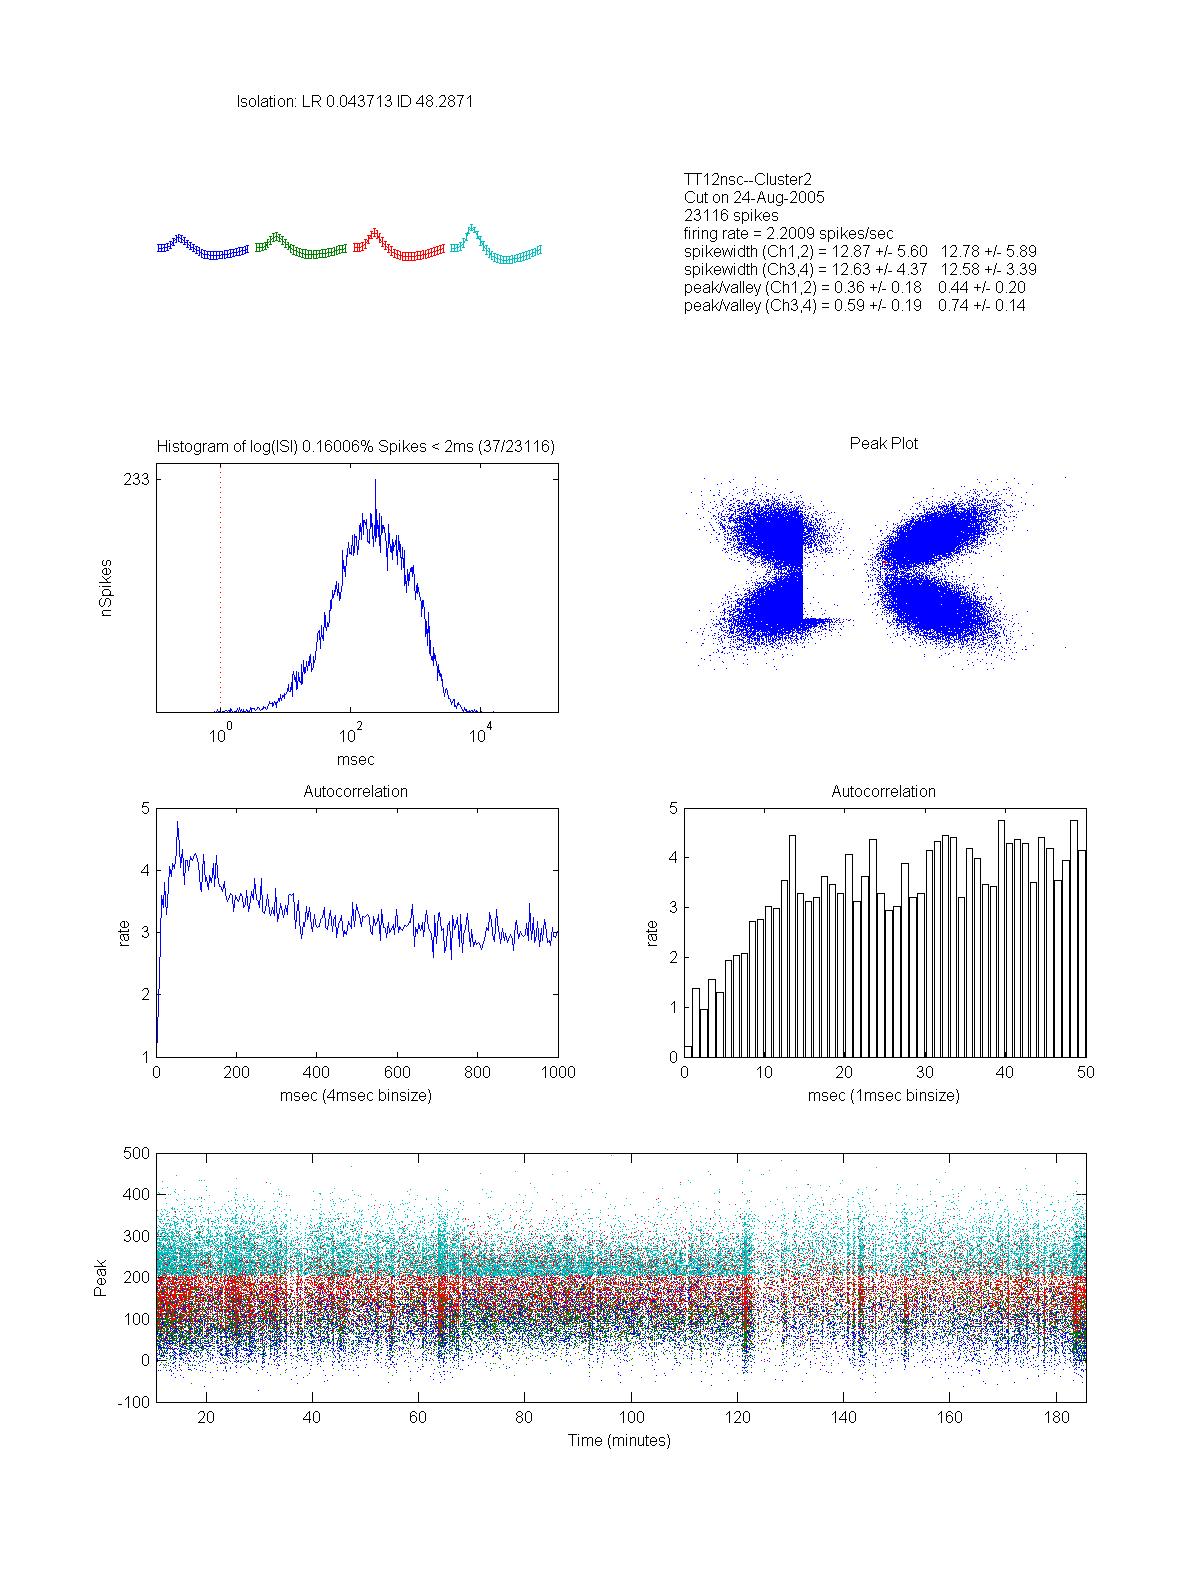 Isolation: LR 0.043713 ID 48.2871
TT12nsc--Cluster2
Cut on 24-Aug-2005
23116 spikes
firing rate = 2.2009 spikes/sec
spikewidth (Ch1,2) = 12.87 +/- 5.60 12.78 +/- 5.89
spikewidth (Ch3,4) = 12.63 +/- 4.37 12.58 +/- 3.39
peak/valley (Ch1,2) = 0.36 +/- 0.18 0.44 +/- 0.20
peak/valley (Ch3,4) = 0.59 +/- 0.19 0.74 +/- 0.14
Histogram of log(ISI) 0.16006% Spikes < 2ms (37/23116)
233
nSpikes
10^0 10^2 10^4
msec
Peak Plot
Autocorrelation
5
4
3
2
1
rate
0 200 400 600 800 1000
msec (4msec binsize)
Autocorrelation
5
4
3
2
1
0
rate
0 10 20 30 40 50
msec (1msec binsize)
500
400
300
200
100
0
-100
Peak
20 40 60 80 100 120 140 160 180
Time (minutes)